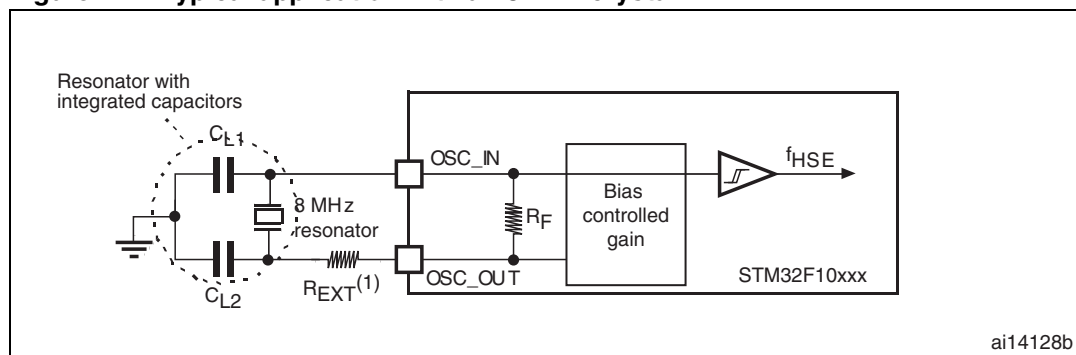 Resonator with
integrated capacitors
CL1
OSC_IN
fHSE
8 MHz
resonator
RF
Bias
controlled
gain
REXT(1)
OSC_OUT
STM32F10xxx
CL2
ai14128b